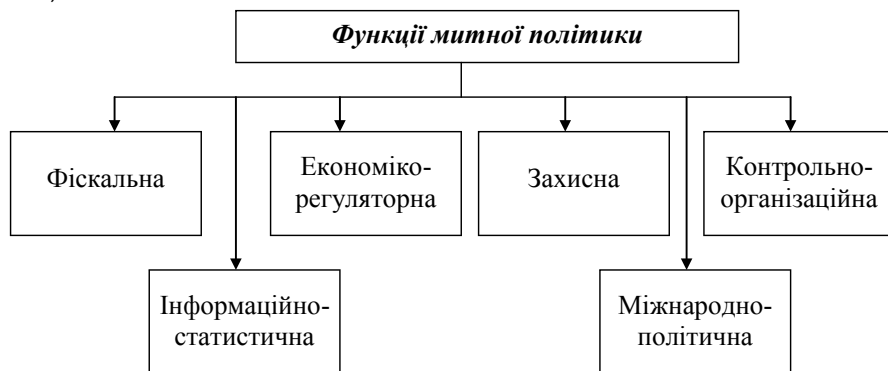 Функції митної політики
Фіскальна
Економіко-
регуляторна
Захисна
Контрольно-
організаційна
Інформаційно-
статистична
Міжнародно-
політична